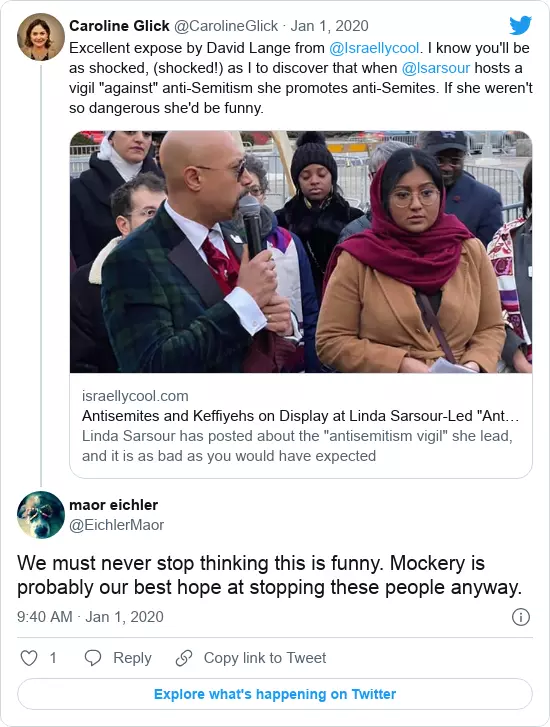 Caroline Glick @CarolineGlick · Jan 1, 2020
Excellent expose by David Lange from @Israellycool. I know you'll be
as shocked, (shocked!) as I to discover that when @lsarsour hosts a
vigil "against" anti-Semitism she promotes anti-Semites. If she weren't
so dangerous she'd be funny.
israellycool.com
Antisemites and Keffiyehs on Display at Linda Sarsour-Led "Ant...
Linda Sarsour has posted about the "antisemitism vigil" she lead,
and it is as bad as you would have expected
maor eichler
@EichlerMaor
We must never stop thinking this is funny. Mockery is
probably our best hope at stopping these people anyway.
9:40 AM · Jan 1, 2020
1 Reply Copy link to Tweet
Explore what's happening on Twitter